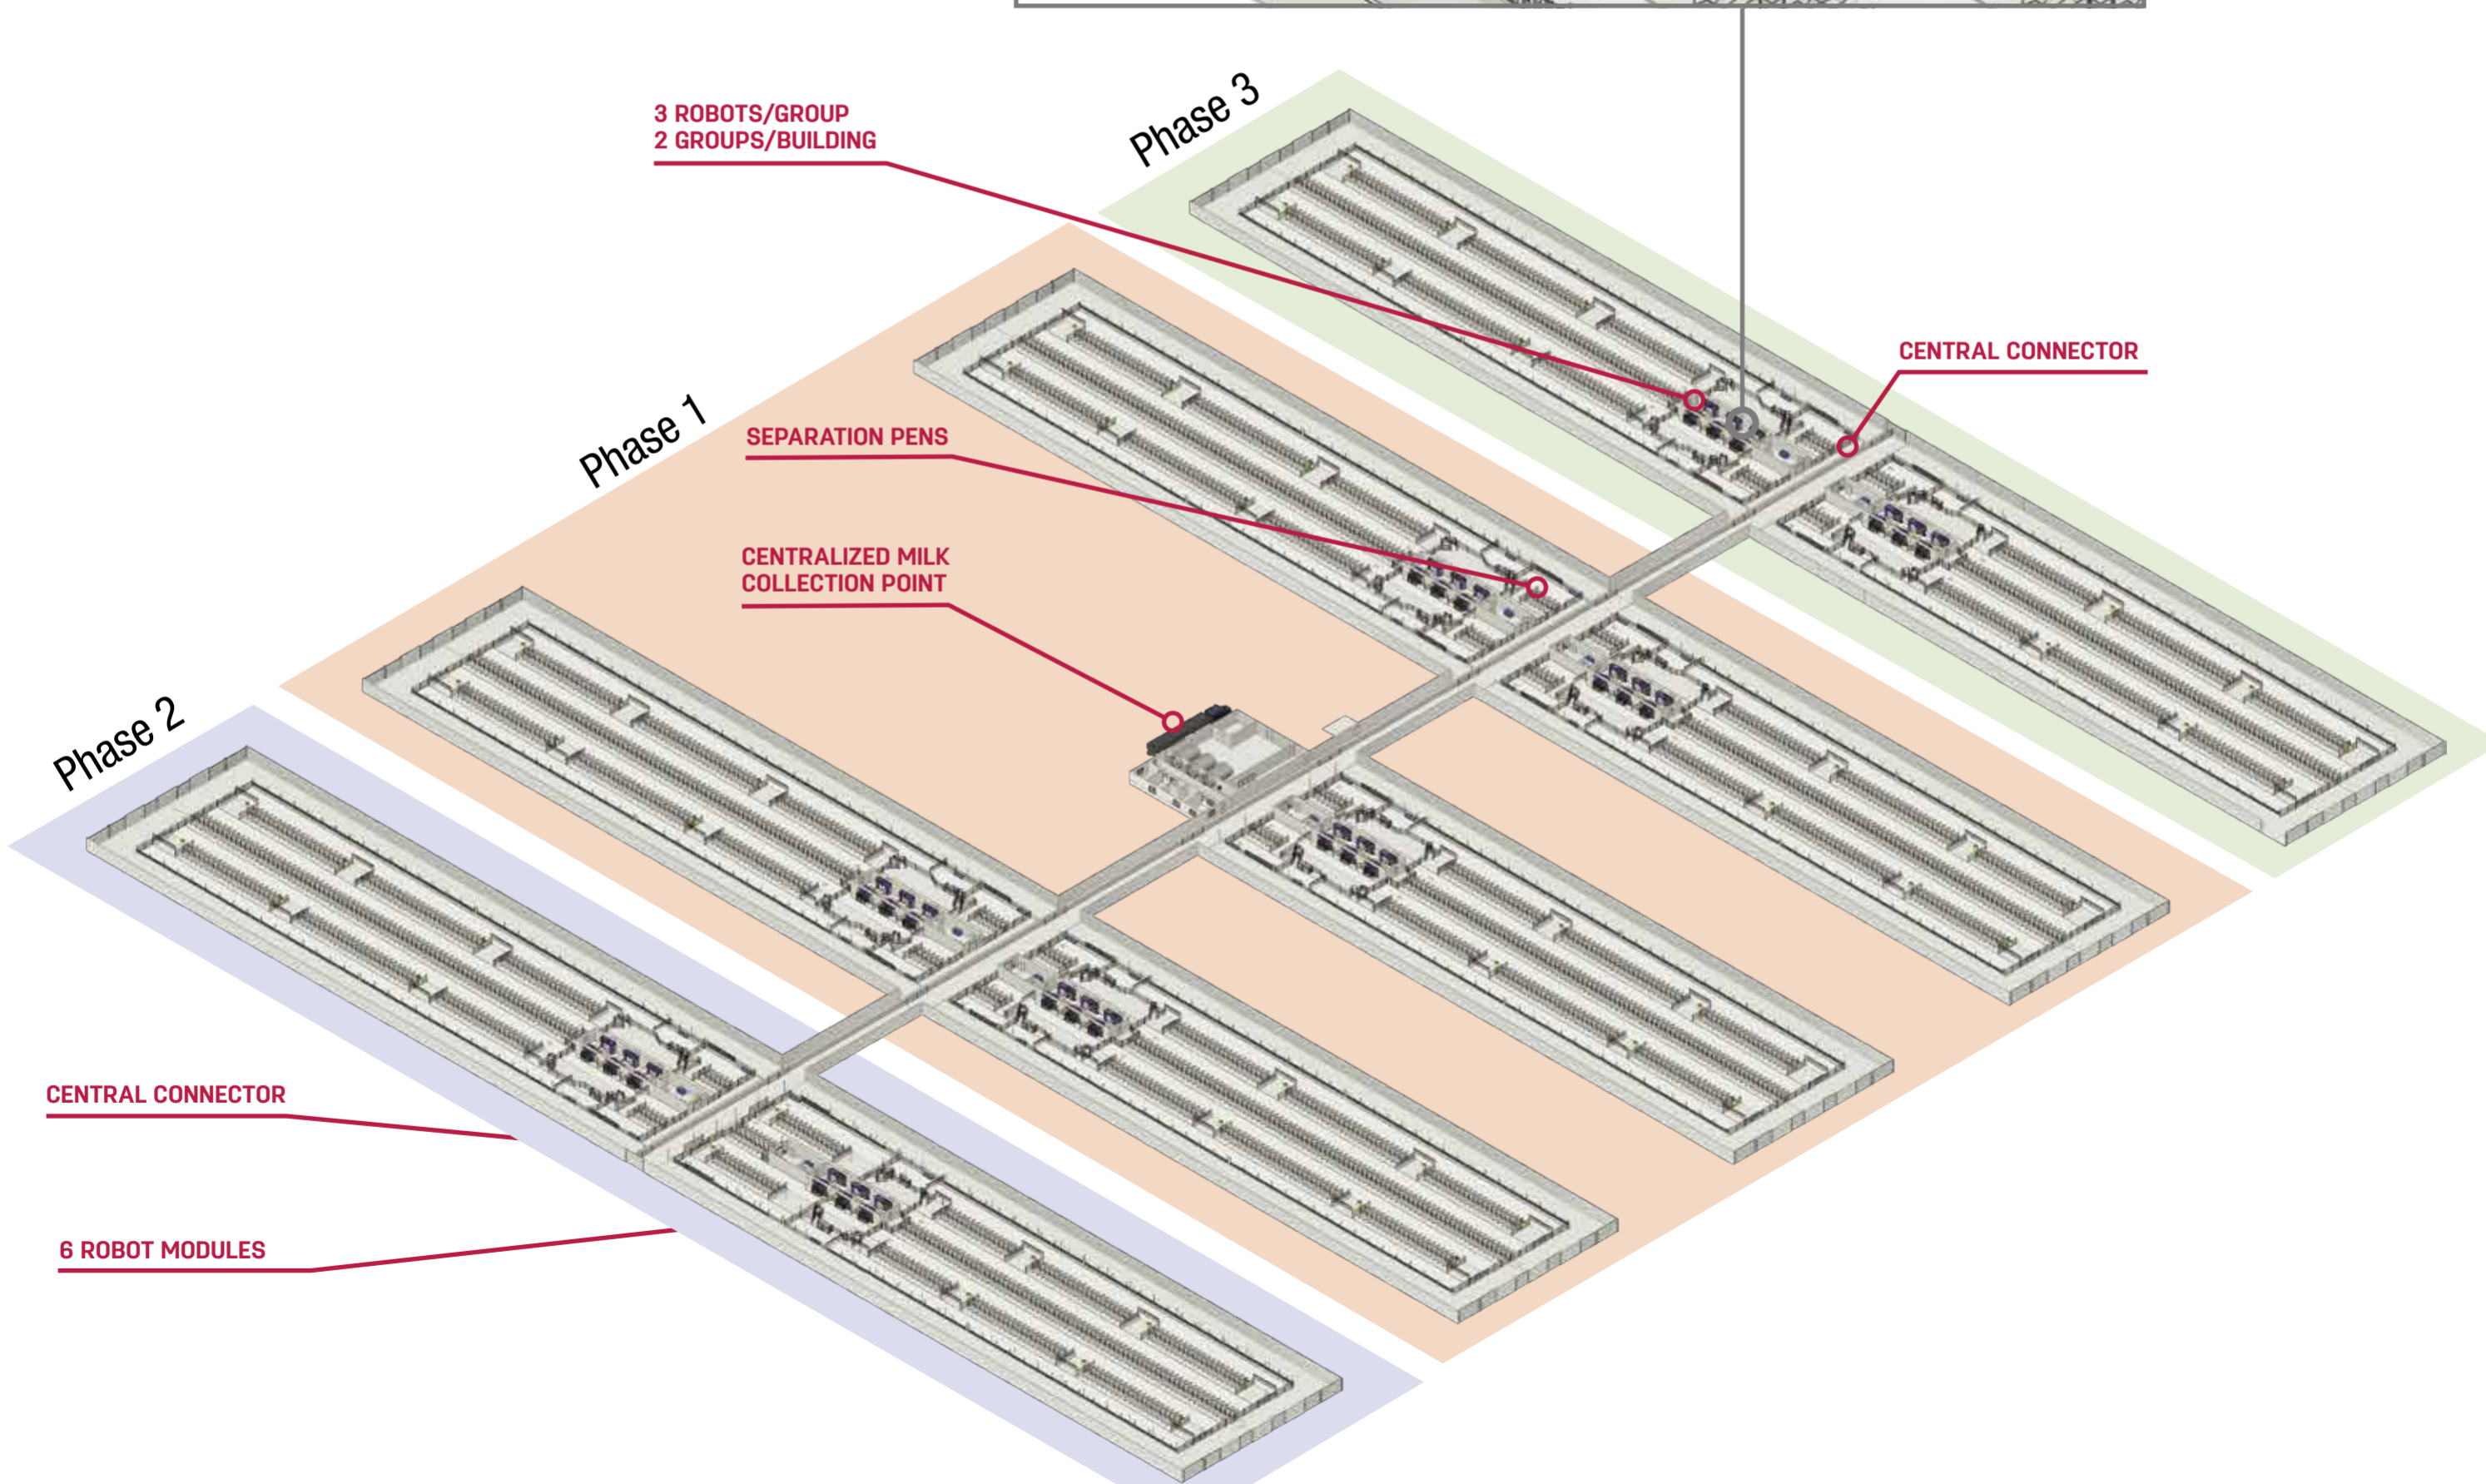 Phase 3
3 ROBOTS/GROUP
2 GROUPS/BUILDING
CENTRAL CONNECTOR
Phase 1
SEPARATION PENS
CENTRALIZED MILK
COLLECTION POINT
Phase 2
CENTRAL CONNECTOR
6 ROBOT MODULES